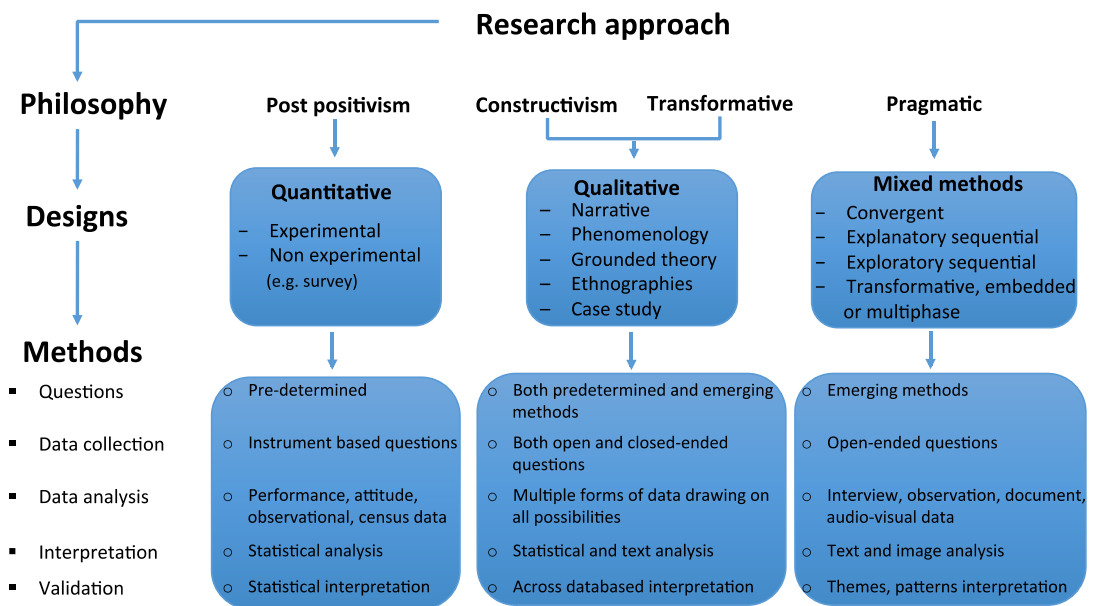 Research approach
Philosophy
Post positivism
Constructivism
Transformative
Pragmatic
Designs
Quantitative
– Experimental
– Non experimental
(e.g. survey)
Qualitative
– Narrative
– Phenomenology
– Grounded theory
– Ethnographies
– Case study
Mixed methods
– Convergent
– Explanatory sequential
– Exploratory sequential
– Transformative, embedded
or multiphase
Methods
▪ Questions
○ Pre-determined
○ Both predetermined and emerging
methods
○ Emerging methods
▪ Data collection
○ Instrument based questions
○ Both open and closed-ended
questions
○ Open-ended questions
▪ Data analysis
○ Performance, attitude,
observational, census data
○ Multiple forms of data drawing on
all possibilities
○ Interview, observation, document,
audio-visual data
▪ Interpretation
○ Statistical analysis
○ Statistical and text analysis
○ Text and image analysis
▪ Validation
○ Statistical interpretation
○ Across databased interpretation
○ Themes, patterns interpretation